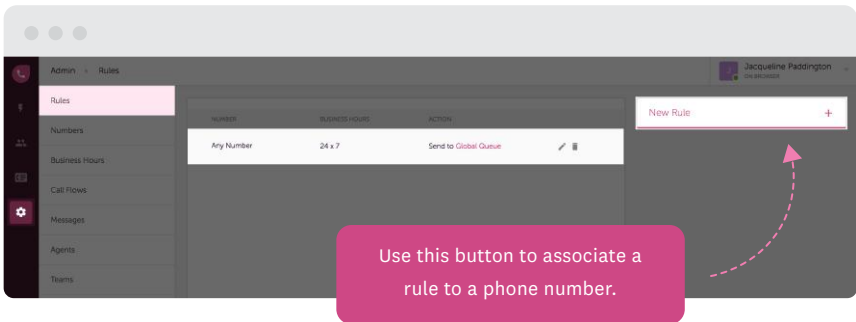 Admin › Rules
Jacqueline Paddington
ON BROWSER
Rules
Numbers
Business Hours
Call Flows
Messages
Agents
Teams
NUMBER BUSINESS HOURS ACTION
Any Number 24 x 7 Send to Global Queue
New Rule +
Use this button to associate a
rule to a phone number.